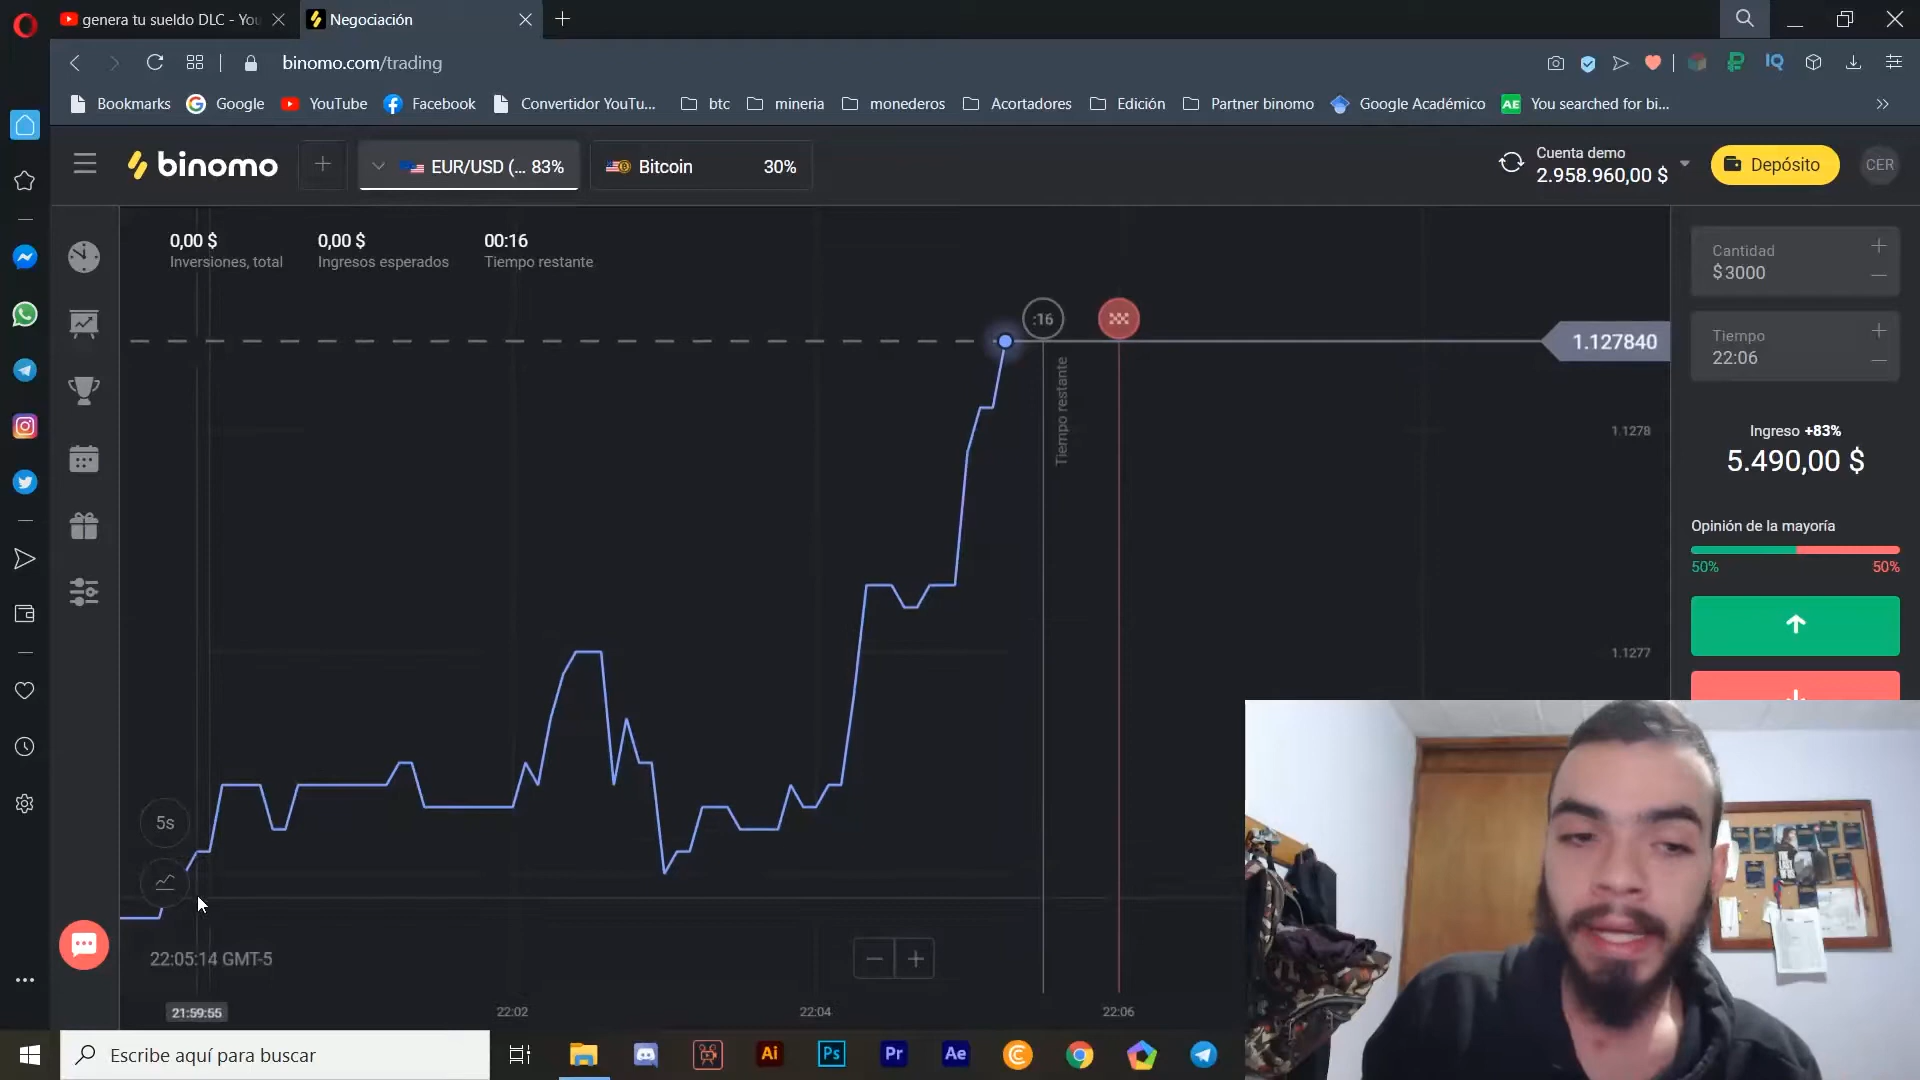 genera tu sueldo DLC - You
Negociación
binomo.com/trading
Bookmarks
Google
YouTube
Facebook
Convertidor YouTu...
btc
mineria
monederos
Acortadores
Edición
Partner binomo
Google Académico
AE
You searched for bi...
IQ
binomo
EUR/USD (... 83%
Bitcoin 30%
Cuenta demo
2.958.960,00 $
Depósito
CER
0,00 $
Inversiones, total
0,00 $
Ingresos esperados
00:16
Tiempo restante
:16
Tiempo restante
1.127840
1.1278
1.1277
Cantidad
$3000
Tiempo
22:06
Ingreso +83%
5.490,00 $
Opinión de la mayoría
50% 50%
5s
22:05:14 GMT-5
21:59:55
22:02
22:04
22:06
Escribe aquí para buscar
Ai
Ps
Pr
Ae